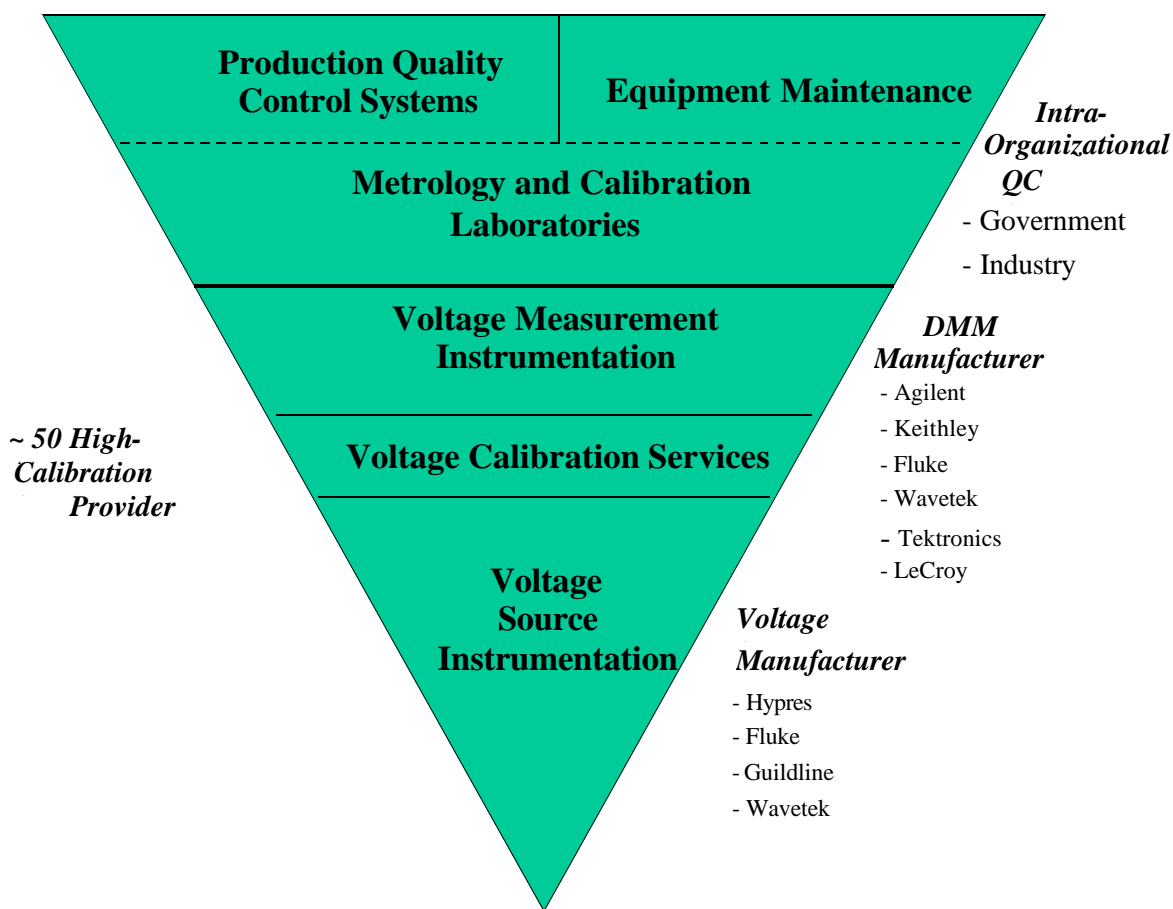 Production Quality
Control Systems
Equipment Maintenance
Intra-
Organizational
QC
- Government
- Industry
Metrology and Calibration
Laboratories
Voltage Measurement
Instrumentation
DMM
Manufacturer
- Agilent
- Keithley
- Fluke
- Wavetek
- Tektronics
- LeCroy
~ 50 High-
Calibration
Provider
Voltage Calibration Services
Voltage
Source
Instrumentation
Voltage
Manufacturer
- Hypres
- Fluke
- Guildline
- Wavetek